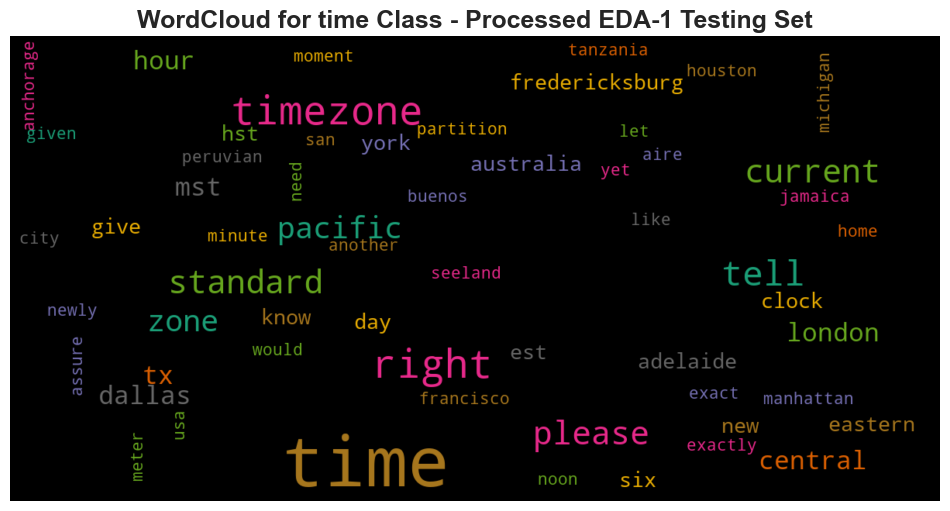 WordCloud for time Class - Processed EDA-1 Testing Set
anchorage
hour
moment
tanzania
houston
michigan
fredericksburg
timezone
given
hst
san
york
partition
let
aire
peruvian
australia
yet
current
mst
need
buenos
jamaica
city
give
minute
pacific
another
like
home
seeland
standard
tell
clock
newly
zone
know
day
london
assure
would
right
est
adelaide
tx
dallas
francisco
exact
manhattan
meter
usa
time
please
new
eastern
exactly
central
noon
six